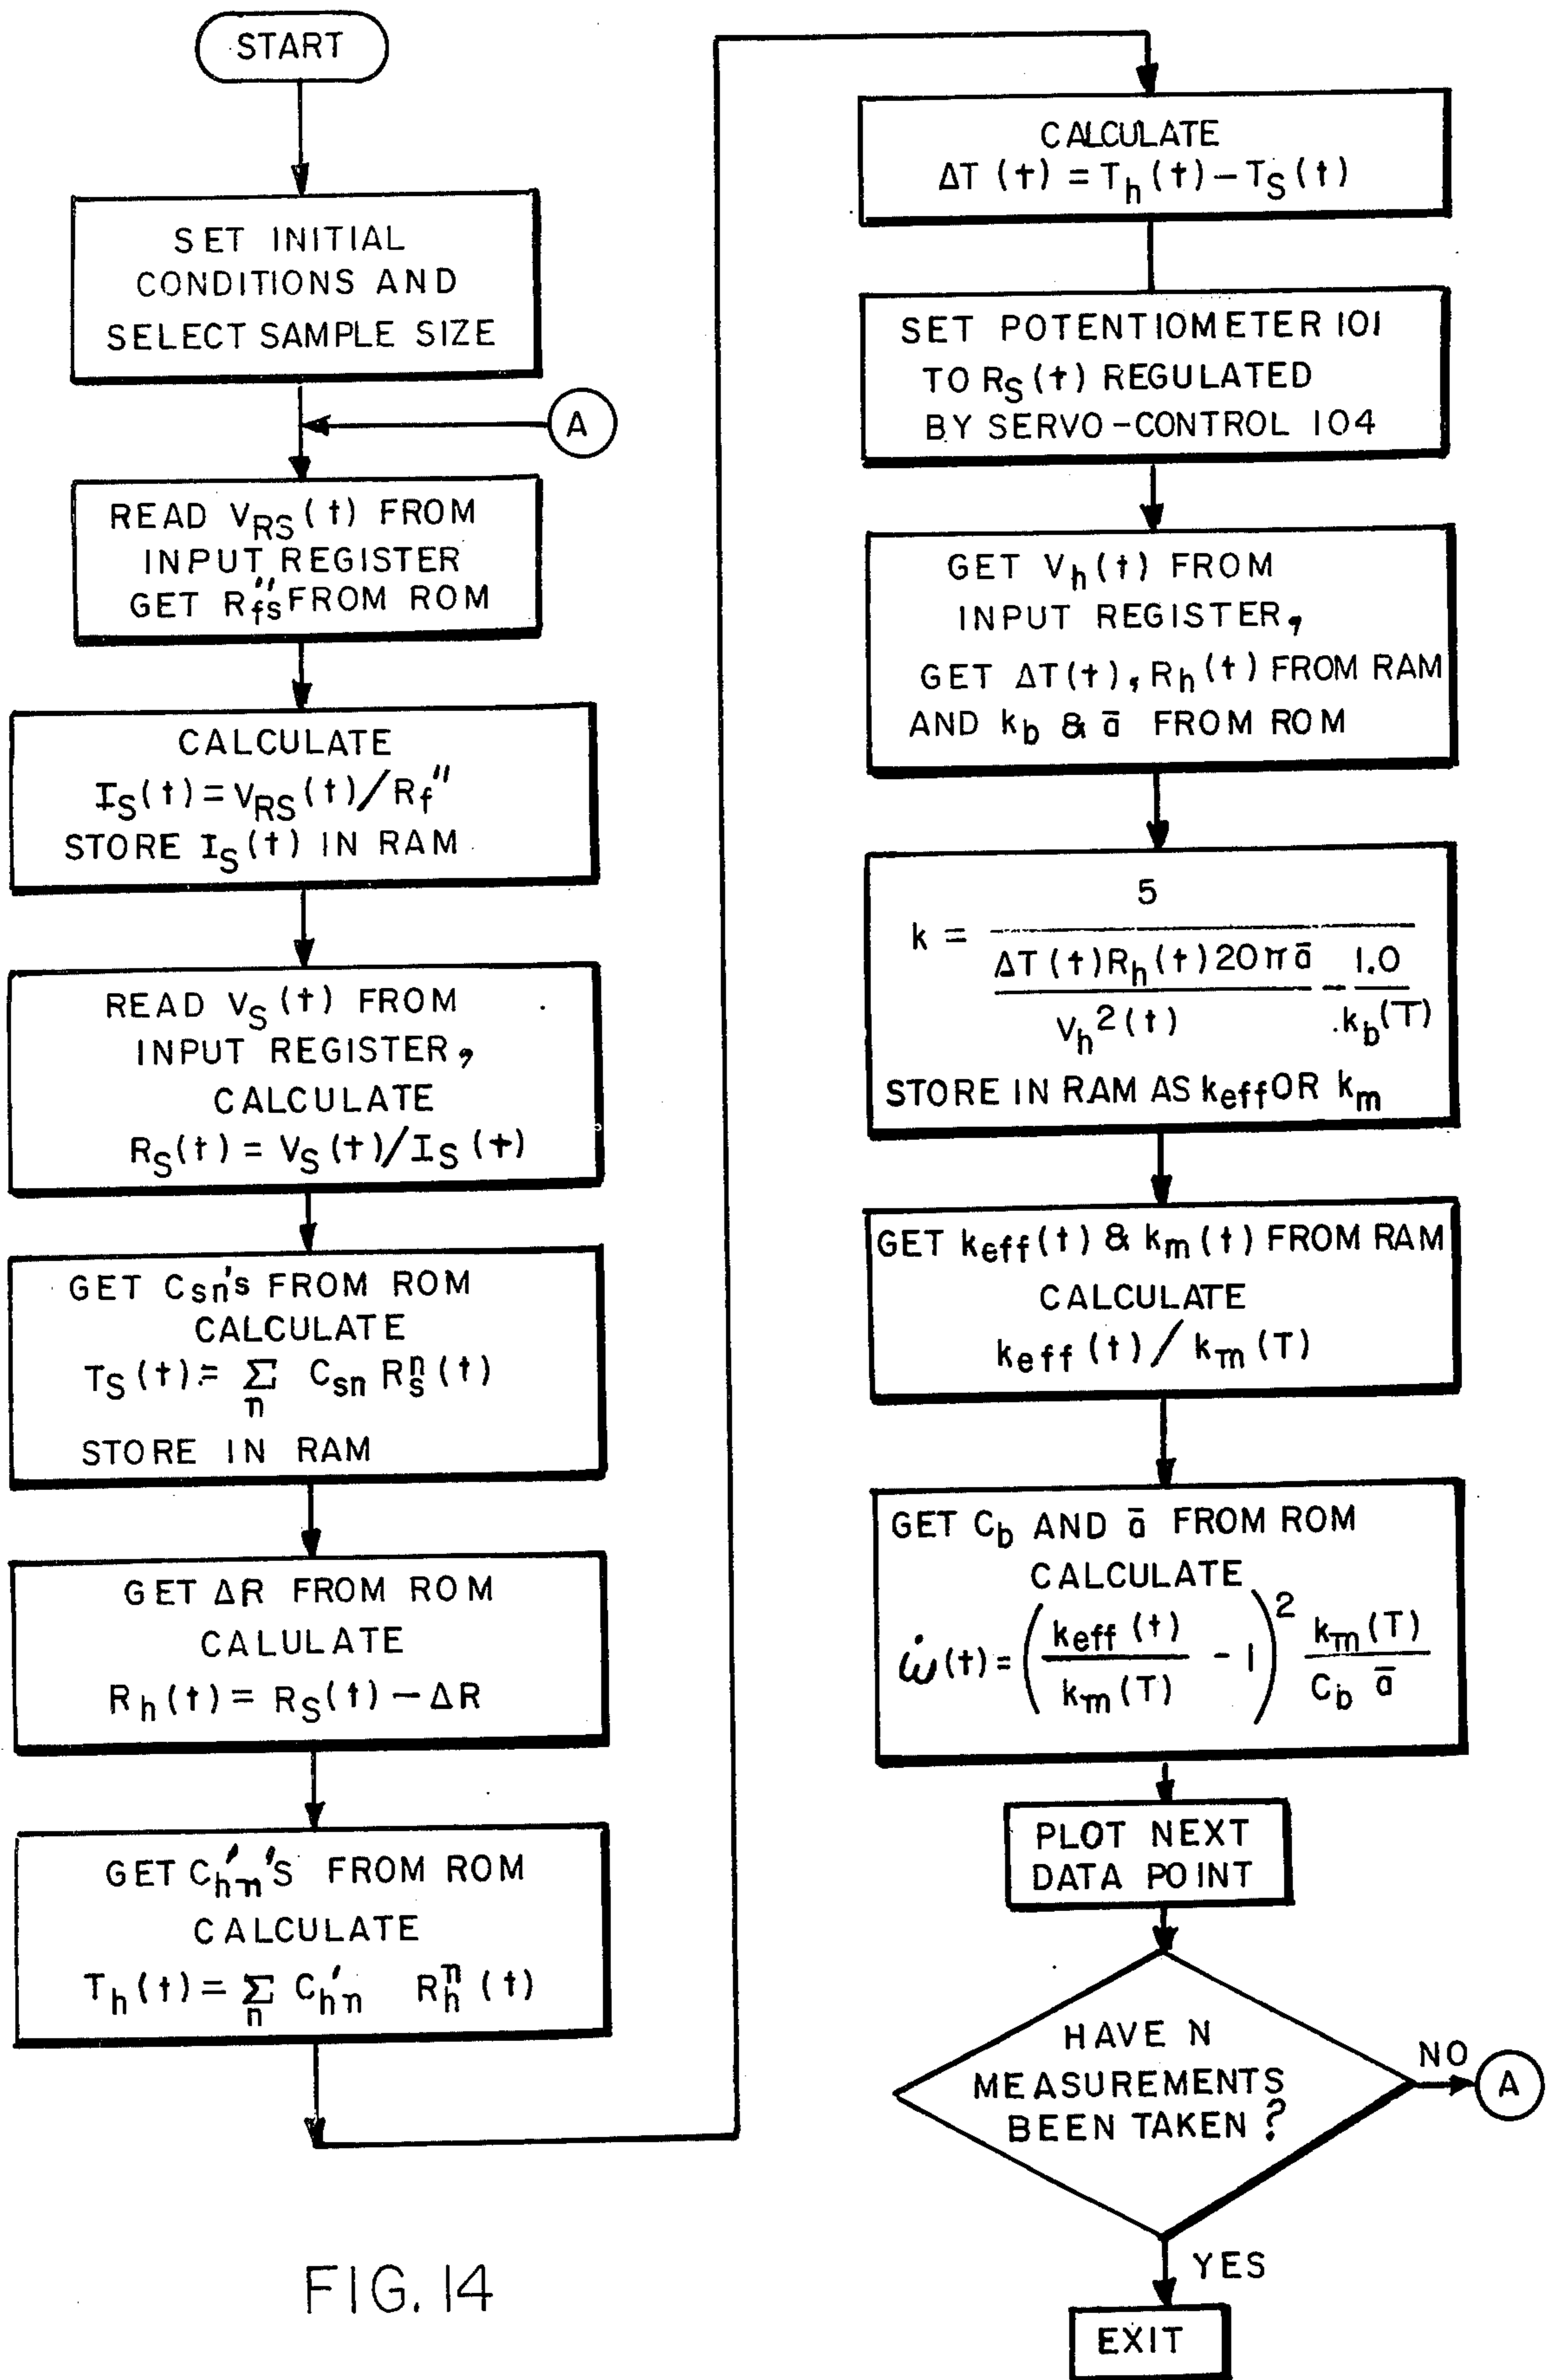 START
SET INITIAL
CONDITIONS AND
SELECT SAMPLE SIZE
A
READ V_RS(t) FROM
INPUT REGISTER
GET R_fs" FROM ROM
CALCULATE
I_S(t) = V_RS(t)/R_f"
STORE I_S(t) IN RAM
READ V_S(t) FROM
INPUT REGISTER,
CALCULATE
R_S(t) = V_S(t)/I_S(t)
GET C_sn's FROM ROM
CALCULATE
T_S(t) = Σ_n C_sn R_s^n(t)
STORE IN RAM
GET ΔR FROM ROM
CALULATE
R_h(t) = R_S(t) - ΔR
GET C_h'n'S FROM ROM
CALCULATE
T_h(t) = Σ_n C_h'n R_h^n(t)
CALCULATE
ΔT(t) = T_h(t) - T_S(t)
SET POTENTIOMETER 101
TO R_S(t) REGULATED
BY SERVO-CONTROL 104
GET V_h(t) FROM
INPUT REGISTER,
GET ΔT(t), R_h(t) FROM RAM
AND k_b & ā FROM ROM
5
k =
ΔT(t)R_h(t)20πā - 1.0
V_h^2(t) k_b(T)
STORE IN RAM AS k_eff OR k_m
GET k_eff(t) & k_m(t) FROM RAM
CALCULATE
k_eff(t)/k_m(T)
GET C_b AND ā FROM ROM
CALCULATE
ω̇(t) = (k_eff(t)/k_m(T) - 1)^2 k_m(T)/C_b ā
PLOT NEXT
DATA POINT
HAVE N
MEASUREMENTS
BEEN TAKEN?
NO
A
YES
EXIT
FIG. 14